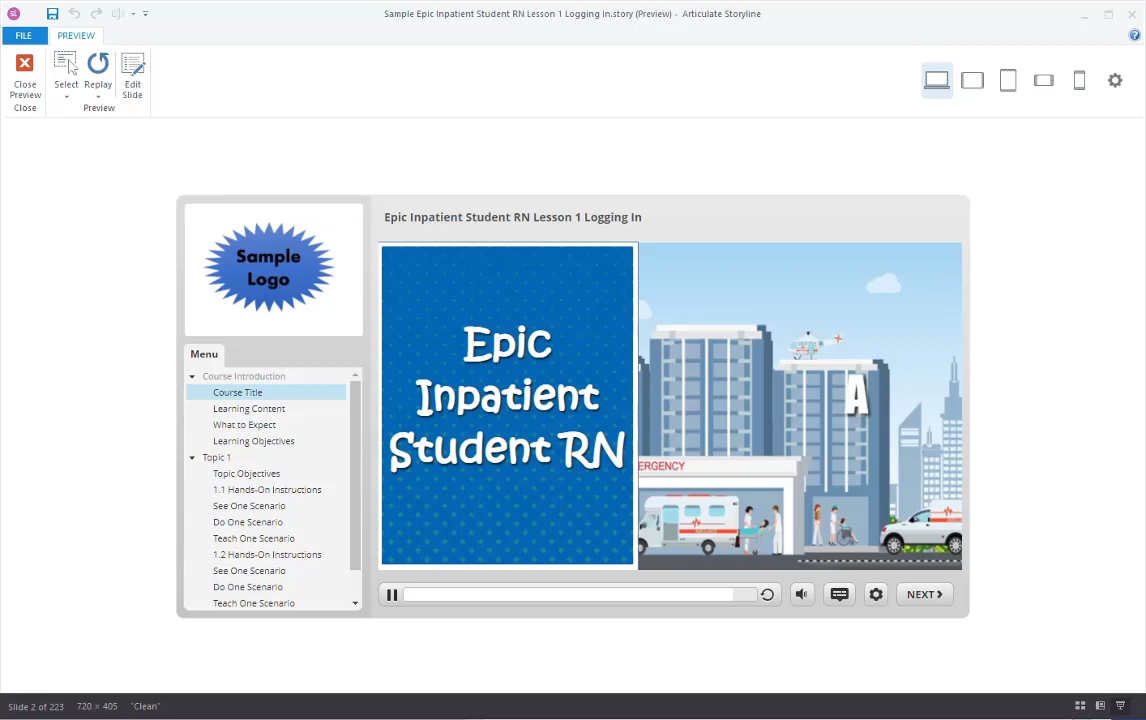 Sample Epic Inpatient Student RN Lesson 1 Logging In.story (Preview) - Articulate Storyline
FILE
PREVIEW
Close Preview
Select
Replay
Edit Slide
Close
Preview
Epic Inpatient Student RN Lesson 1 Logging In
Sample
Logo
Menu
Course Introduction
Course Title
Learning Content
What to Expect
Learning Objectives
Topic 1
Topic Objectives
1.1 Hands-On Instructions
See One Scenario
Do One Scenario
Teach One Scenario
1.2 Hands-On Instructions
See One Scenario
Do One Scenario
Teach One Scenario
Epic
Inpatient
Student RN
A
ERGENCY
NEXT
Slide 2 of 223
720 × 405
"Clean"